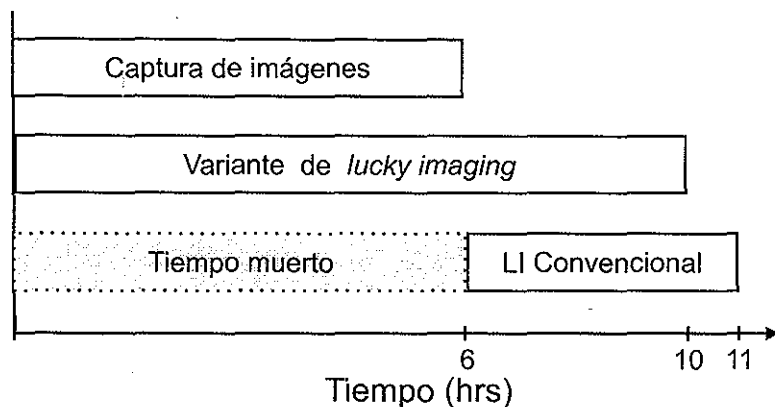 Captura de imágenes
Variante de lucky imaging
Tiempo muerto
LI Convencional
6
10
11
Tiempo (hrs)